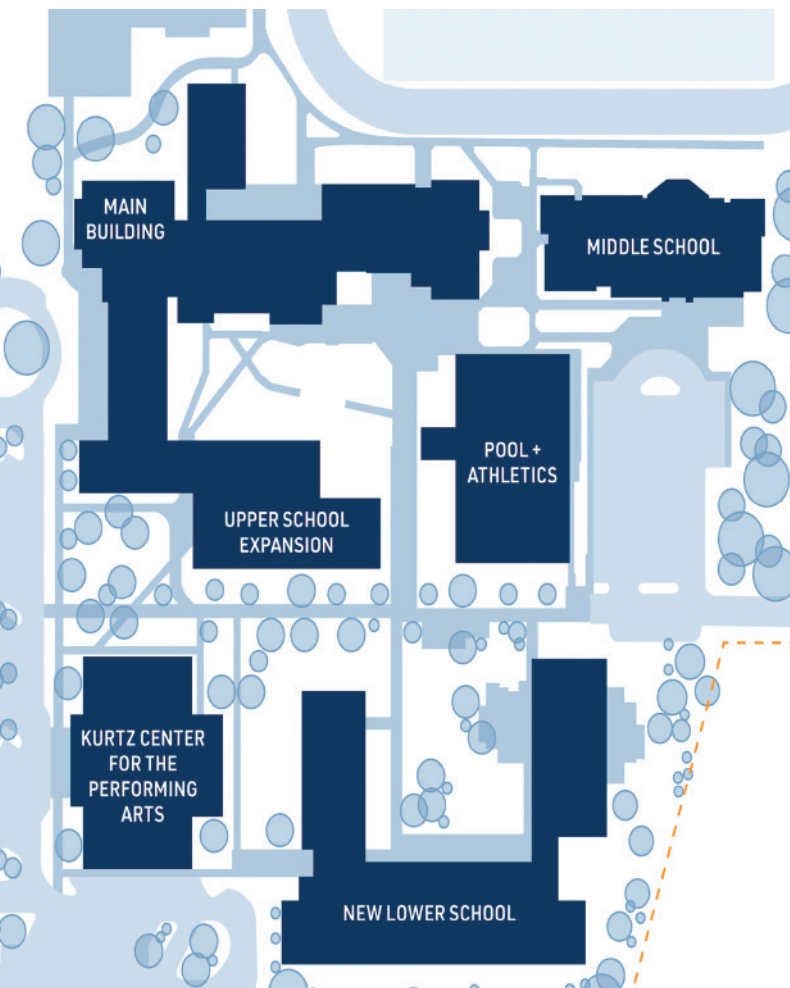 MAIN
BUILDING
MIDDLE SCHOOL
POOL +
ATHLETICS
UPPER SCHOOL
EXPANSION
KURTZ CENTER
FOR THE
PERFORMING
ARTS
NEW LOWER SCHOOL